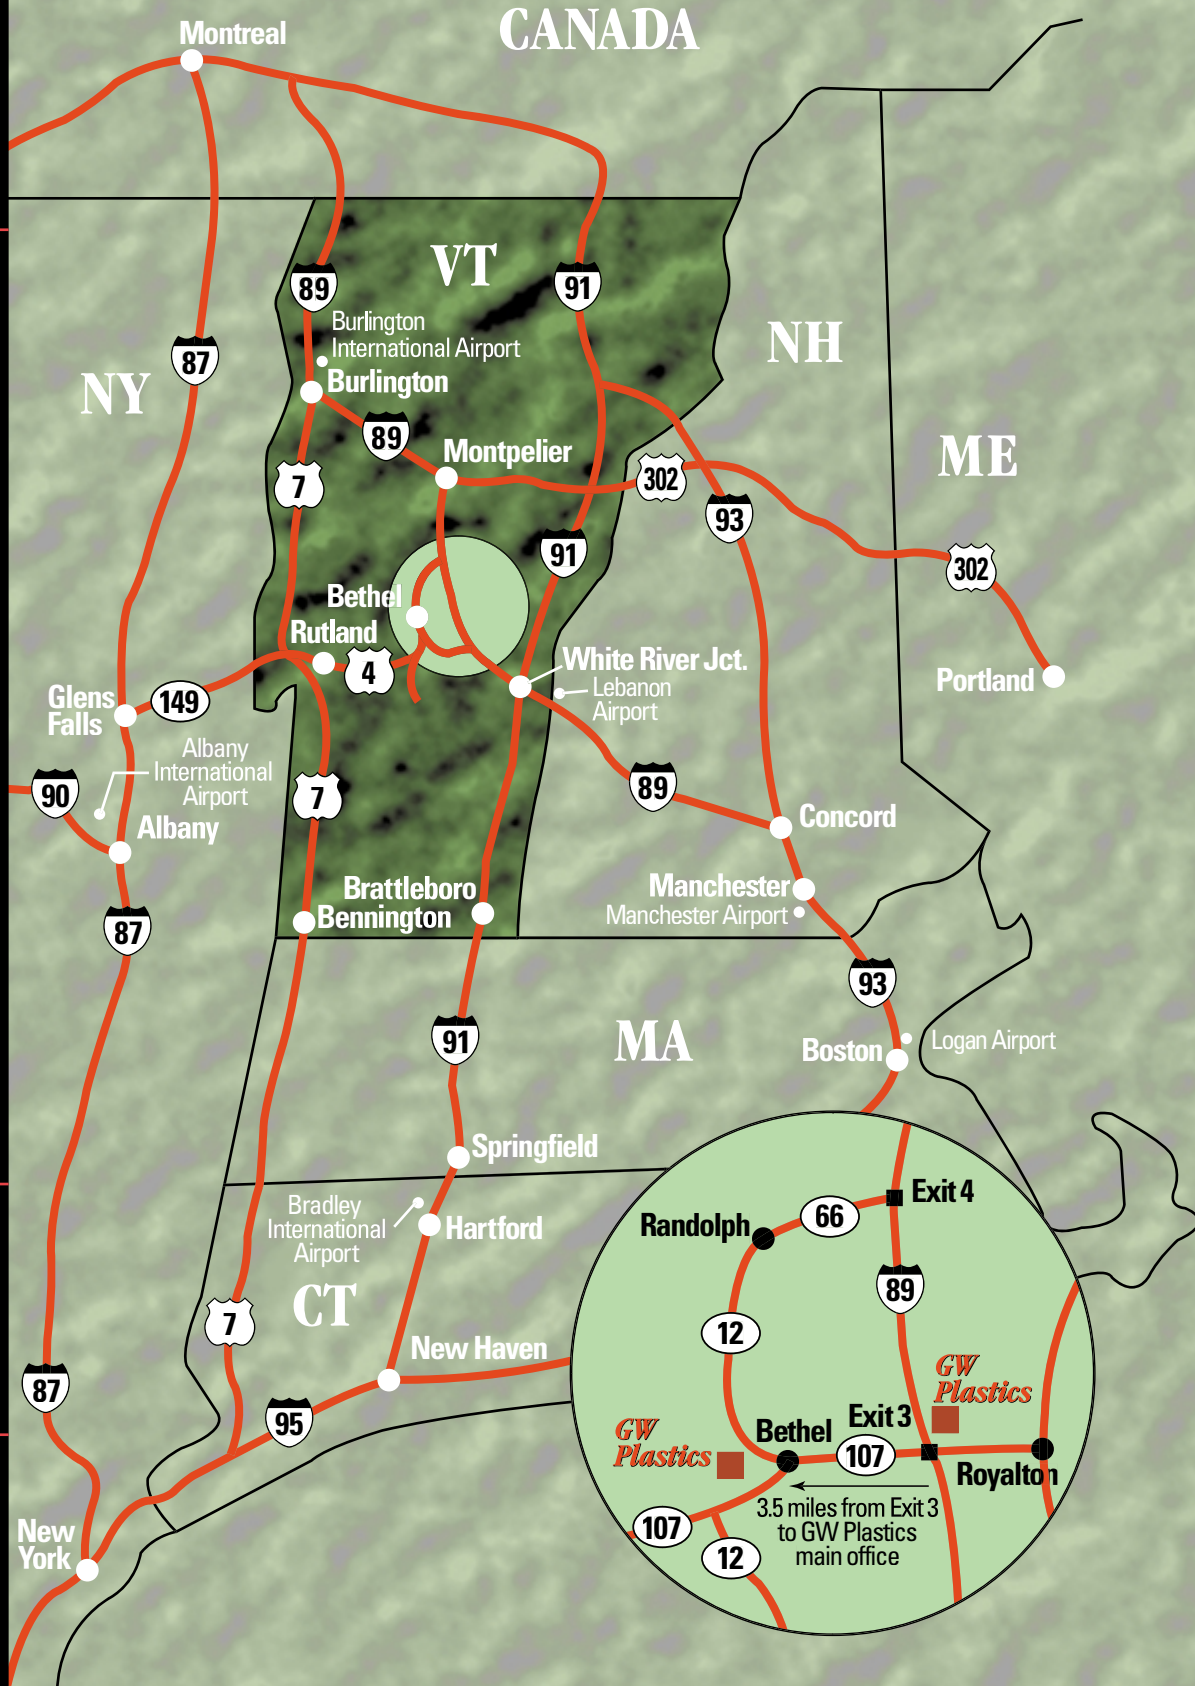 CANADA
Montreal
VT
89
91
Burlington
International Airport
NH
87
NY
Burlington
89
Montpelier
ME
7
302
93
91
302
Bethel
Rutland
4
White River Jct.
Lebanon
Airport
Portland
Glens
Falls
149
Albany
International
Airport
90
7
89
Albany
Concord
Brattleboro
Bennington
Manchester
Manchester Airport
87
93
91
MA
Boston
Logan Airport
Springfield
Bradley
International
Airport
Hartford
CT
7
New Haven
87
95
New
York
Exit 4
66
Randolph
89
12
GW
Plastics
Exit 3
GW
Plastics
Bethel
107
Royalton
3.5 miles from Exit 3
to GW Plastics
main office
107
12